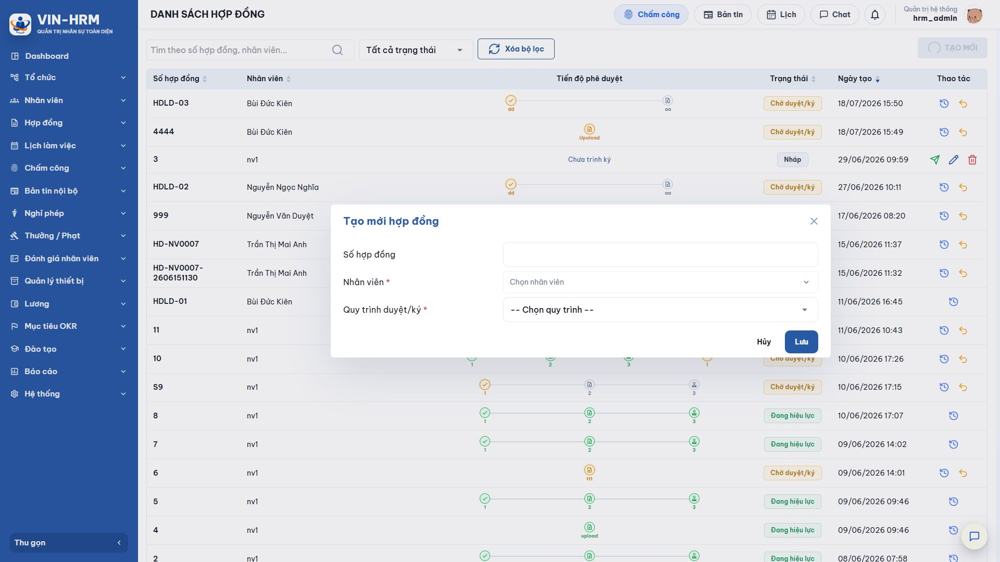 VIN-HRM
QUẢN TRỊ NHÂN SỰ TOÀN DIỆN
Dashboard
Tổ chức
Nhân viên
Hợp đồng
Lịch làm việc
Chấm công
Bản tin nội bộ
Nghỉ phép
Thưởng / Phạt
Đánh giá nhân viên
Quản lý thiết bị
Lương
Mục tiêu OKR
Đào tạo
Báo cáo
Hệ thống
Thu gọn
DANH SÁCH HỢP ĐỒNG
Chấm công
Bản tin
Lịch
Chat
Quản trị hệ thống
hrm_admin
Tìm theo số hợp đồng, nhân viên...
Tất cả trạng thái
Xóa bộ lọc
TẠO MỚI
Số hợp đồng Nhân viên Tiến độ phê duyệt Trạng thái Ngày tạo Thao tác
HDLD-03 Bùi Đức Kiên dd aa Chờ duyệt/ký 18/07/2026 15:50
4444 Bùi Đức Kiên Upoload Chờ duyệt/ký 18/07/2026 15:49
3 nv1 Chưa trình ký Nháp 29/06/2026 09:59
HDLD-02 Nguyễn Ngọc Nghĩa dd aa Chờ duyệt/ký 27/06/2026 10:11
999 Nguyễn Văn Duyệt 17/06/2026 08:20
HD-NV0007 Trần Thị Mai Anh 15/06/2026 11:37
HD-NV0007-
2606151130 Trần Thị Mai Anh 15/06/2026 11:32
HDLD-01 Bùi Đức Kiên 11/06/2026 16:45
11 nv1 11/06/2026 10:43
10 nv1 1 2 3 1 Chờ duyệt/ký 10/06/2026 17:26
S9 nv1 1 2 3 Chờ duyệt/ký 10/06/2026 17:15
8 nv1 1 2 3 Đang hiệu lực 10/06/2026 17:07
7 nv1 1 2 3 Đang hiệu lực 09/06/2026 14:02
6 nv1 ttt Chờ duyệt/ký 09/06/2026 14:01
5 nv1 1 2 3 Đang hiệu lực 09/06/2026 09:46
4 nv1 upload Đang hiệu lực 09/06/2026 09:46
2 nv1 Đang hiệu lực 08/06/2026 07:58
Tạo mới hợp đồng
Số hợp đồng
Nhân viên * Chọn nhân viên
Quy trình duyệt/ký * -- Chọn quy trình --
Hủy Lưu